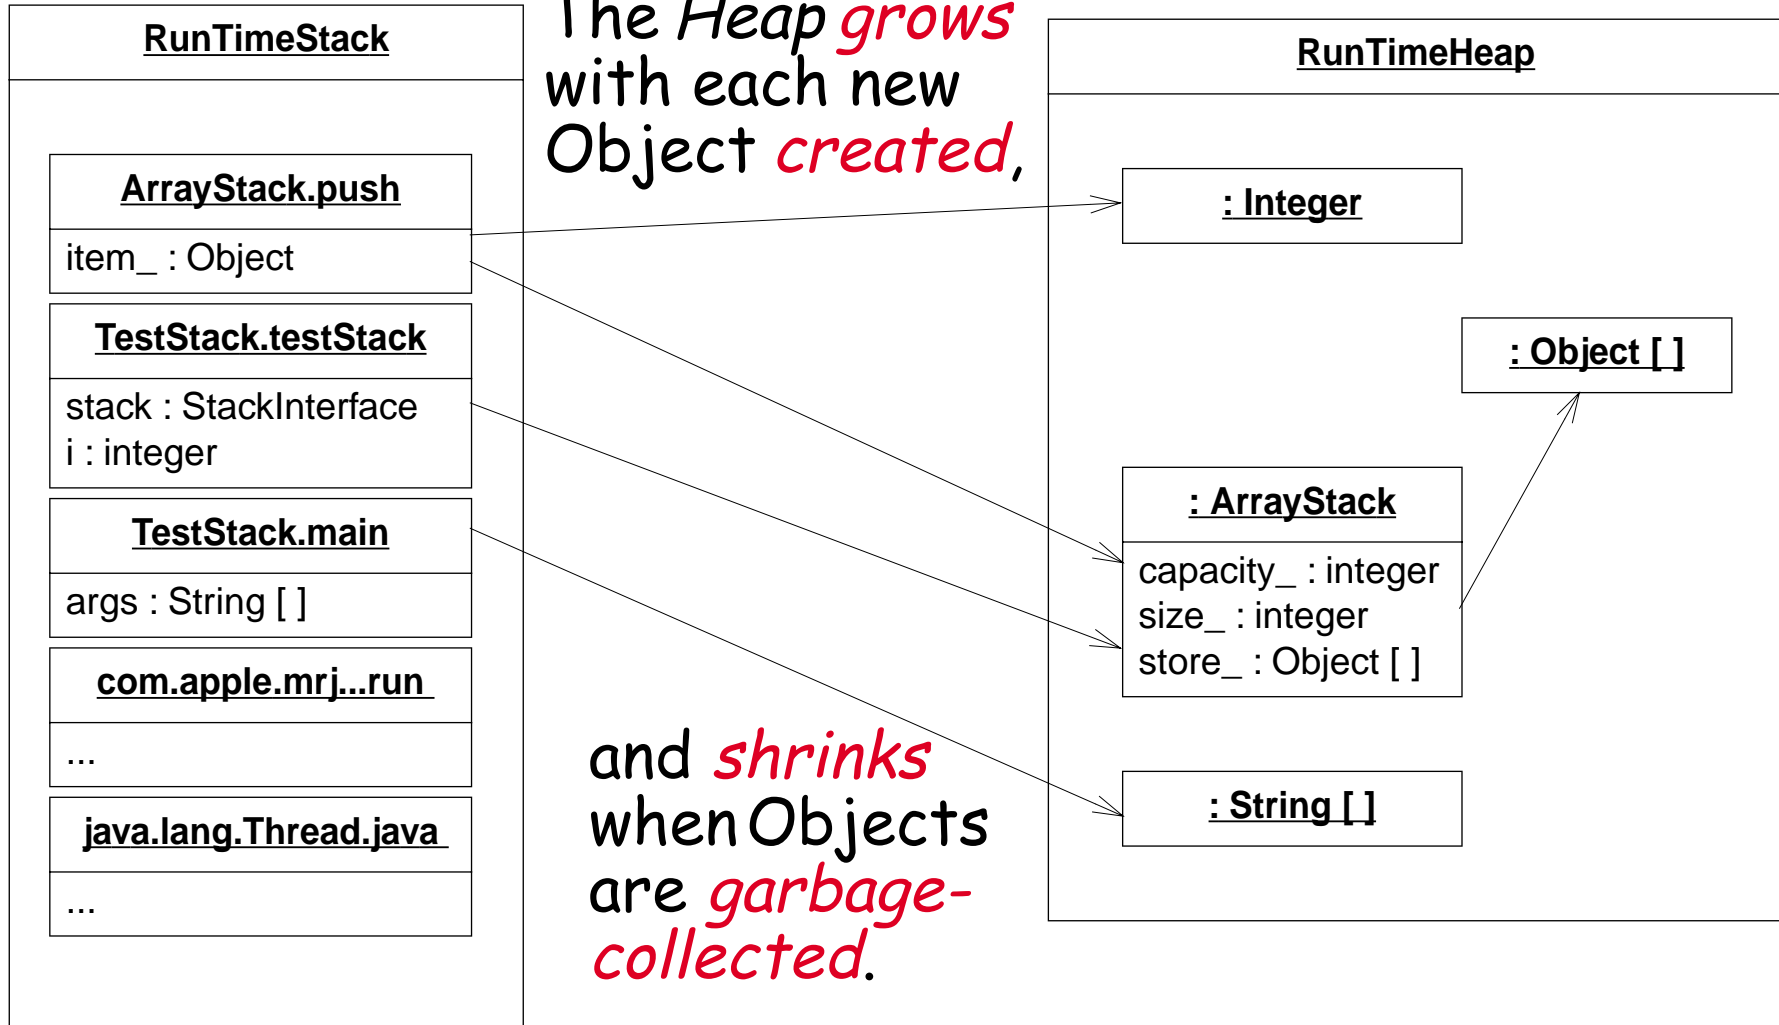 RunTimeStack
ArrayStack.push
item_ : Object
TestStack.testStack
stack : StackInterface
i : integer
TestStack.main
args : String [ ]
com.apple.mrj...run
...
java.lang.Thread.java
...
The Heap grows
with each new
Object created,
and shrinks
when Objects
are garbage-
collected.
RunTimeHeap
: Integer
: Object [ ]
: ArrayStack
capacity_ : integer
size_ : integer
store_ : Object [ ]
: String [ ]